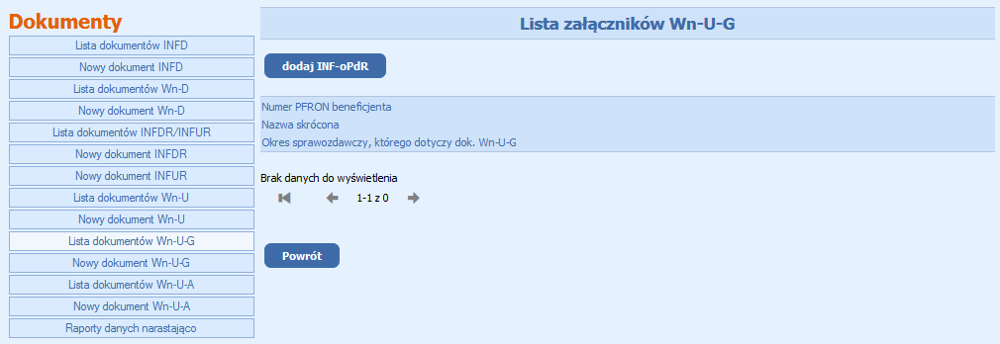 Dokumenty
Lista dokumentów INFD
Nowy dokument INFD
Lista dokumentów Wn-D
Nowy dokument Wn-D
Lista dokumentów INFDR/INFUR
Nowy dokument INFDR
Nowy dokument INFUR
Lista dokumentów Wn-U
Nowy dokument Wn-U
Lista dokumentów Wn-U-G
Nowy dokument Wn-U-G
Lista dokumentów Wn-U-A
Nowy dokument Wn-U-A
Raporty danych narastająco
Lista załączników Wn-U-G
dodaj INF-oPdR
Numer PFRON beneficjenta
Nazwa skrócona
Okres sprawozdawczy, którego dotyczy dok. Wn-U-G
Brak danych do wyświetlenia
1-1 z 0
Powrót